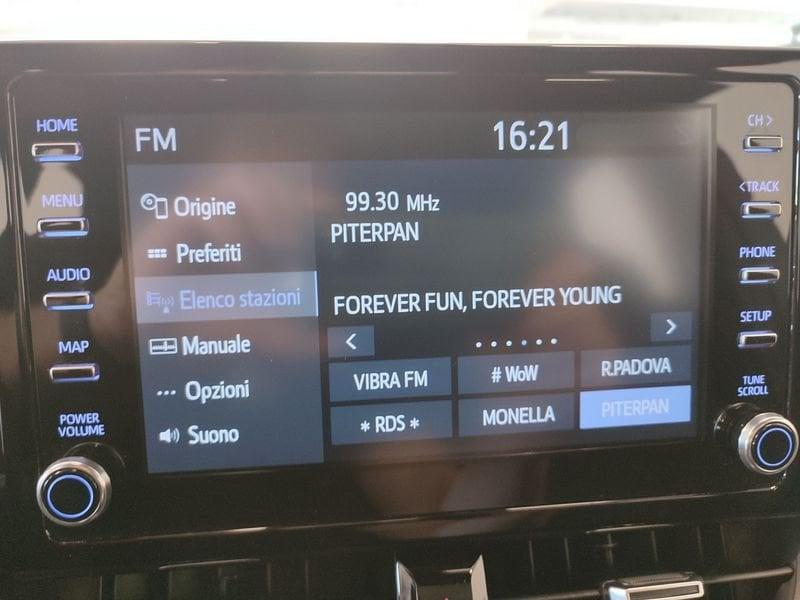 HOME
MENU
AUDIO
MAP
POWER
VOLUME
FM
16:21
Origine
Preferiti
Elenco stazioni
Manuale
Opzioni
Suono
99.30 MHz
PITERPAN
FOREVER FUN, FOREVER YOUNG
< >
VIBRA FM
# WoW
R.PADOVA
* RDS *
MONELLA
PITERPAN
CH >
< TRACK
PHONE
SETUP
TUNE
SCROLL